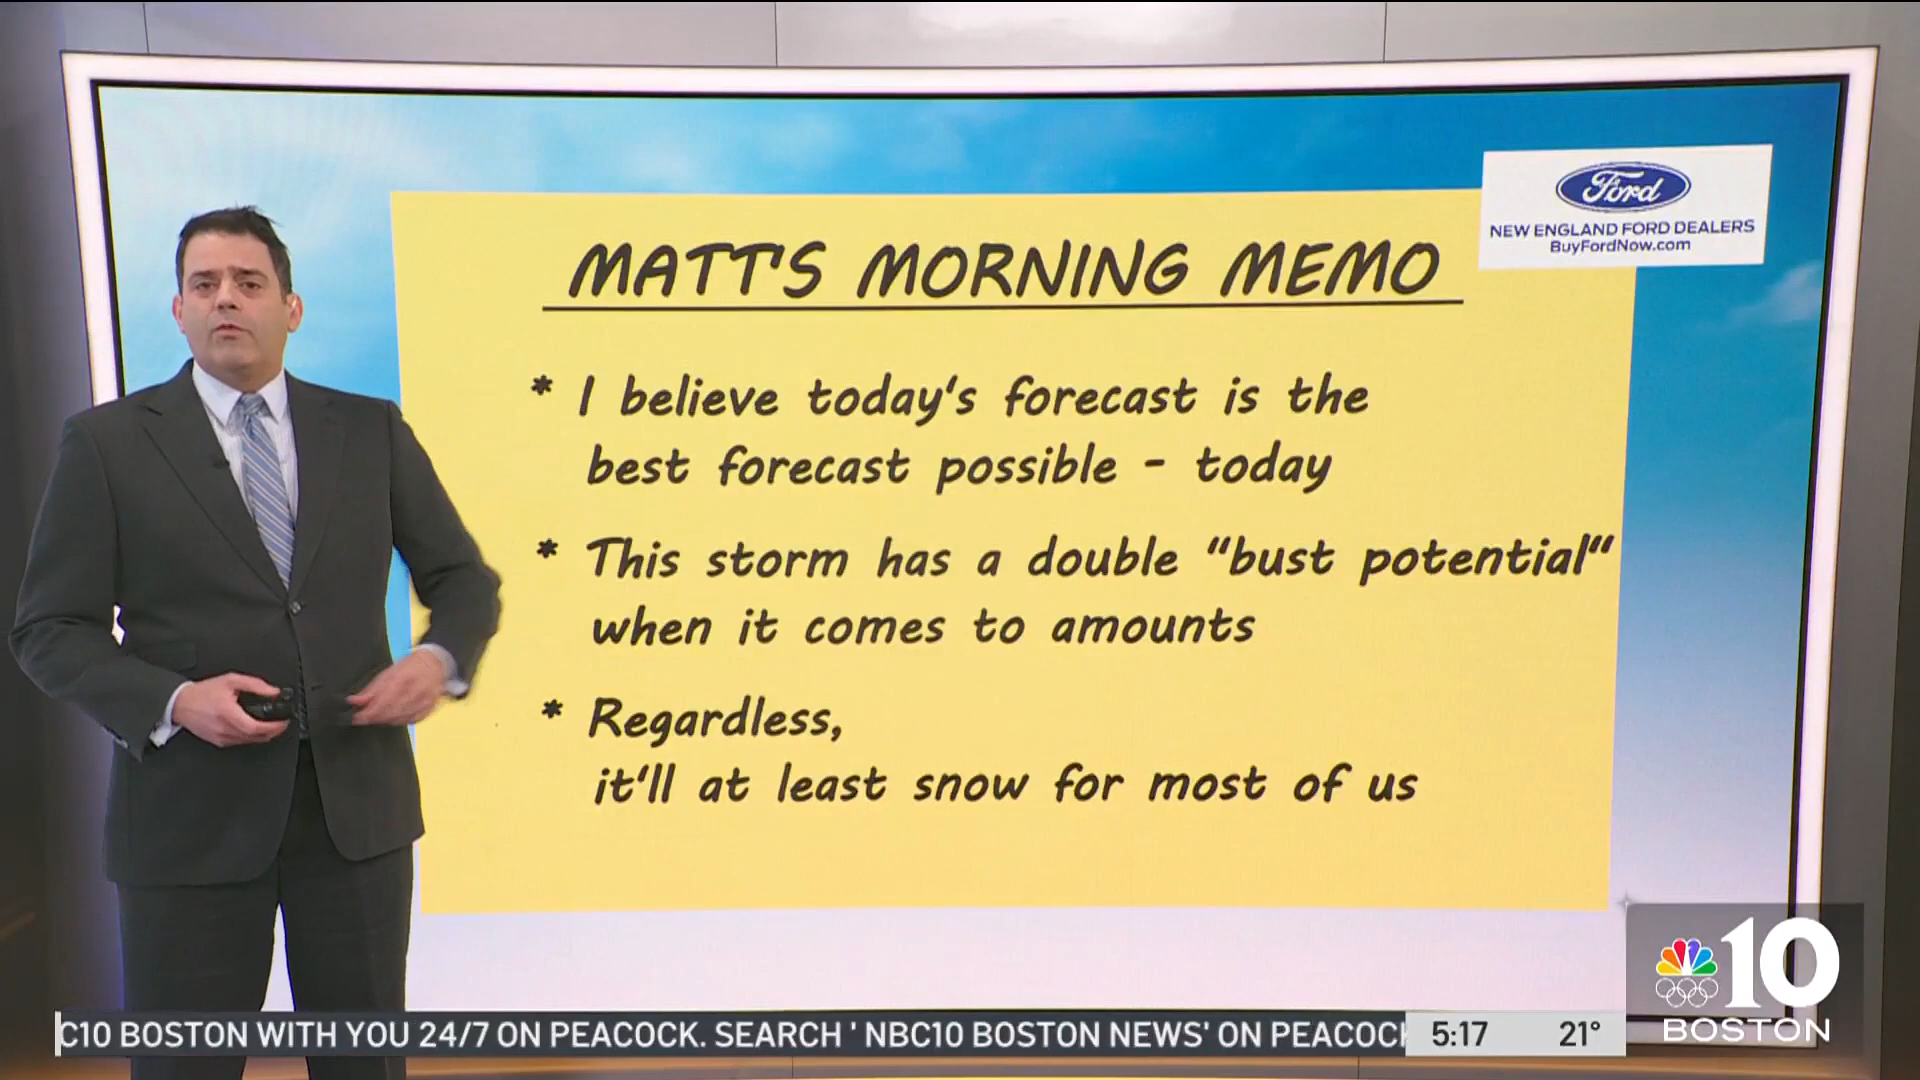 Ford
NEW ENGLAND FORD DEALERS
BuyFordNow.com
MATT'S MORNING MEMO
* I believe today's forecast is the
best forecast possible - today
* This storm has a double "bust potential"
when it comes to amounts
* Regardless,
it'll at least snow for most of us
10
BOSTON
C10 BOSTON WITH YOU 24/7 ON PEACOCK. SEARCH ' NBC10 BOSTON NEWS' ON PEACOC
5:17 21°